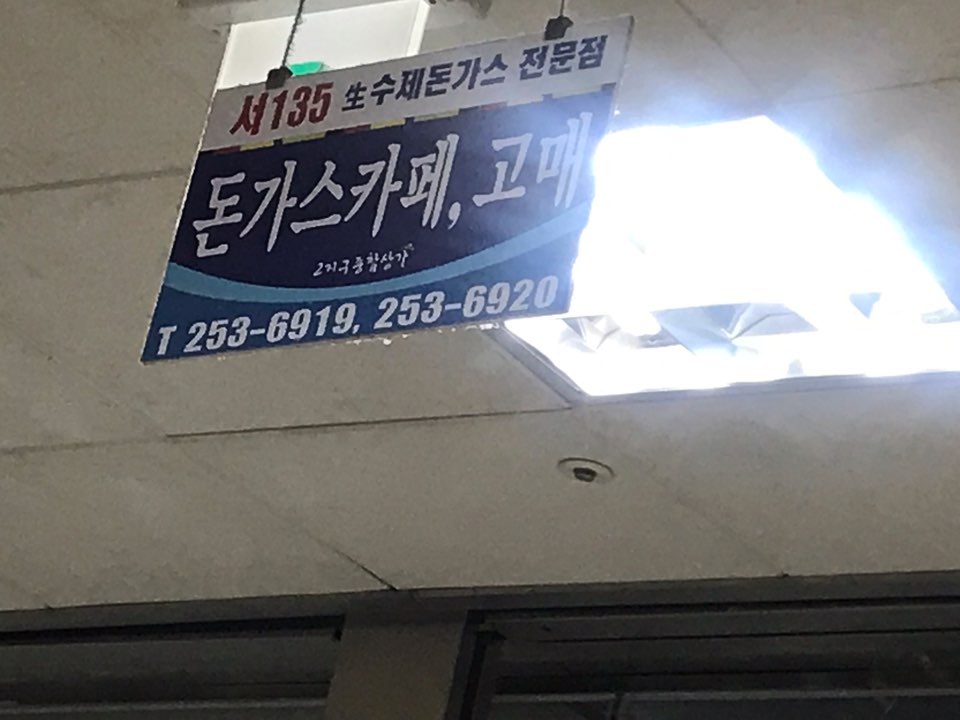 서135 生수제돈가스 전문점
돈가스카페, 고매
2지구종합상가
T 253-6919, 253-6920